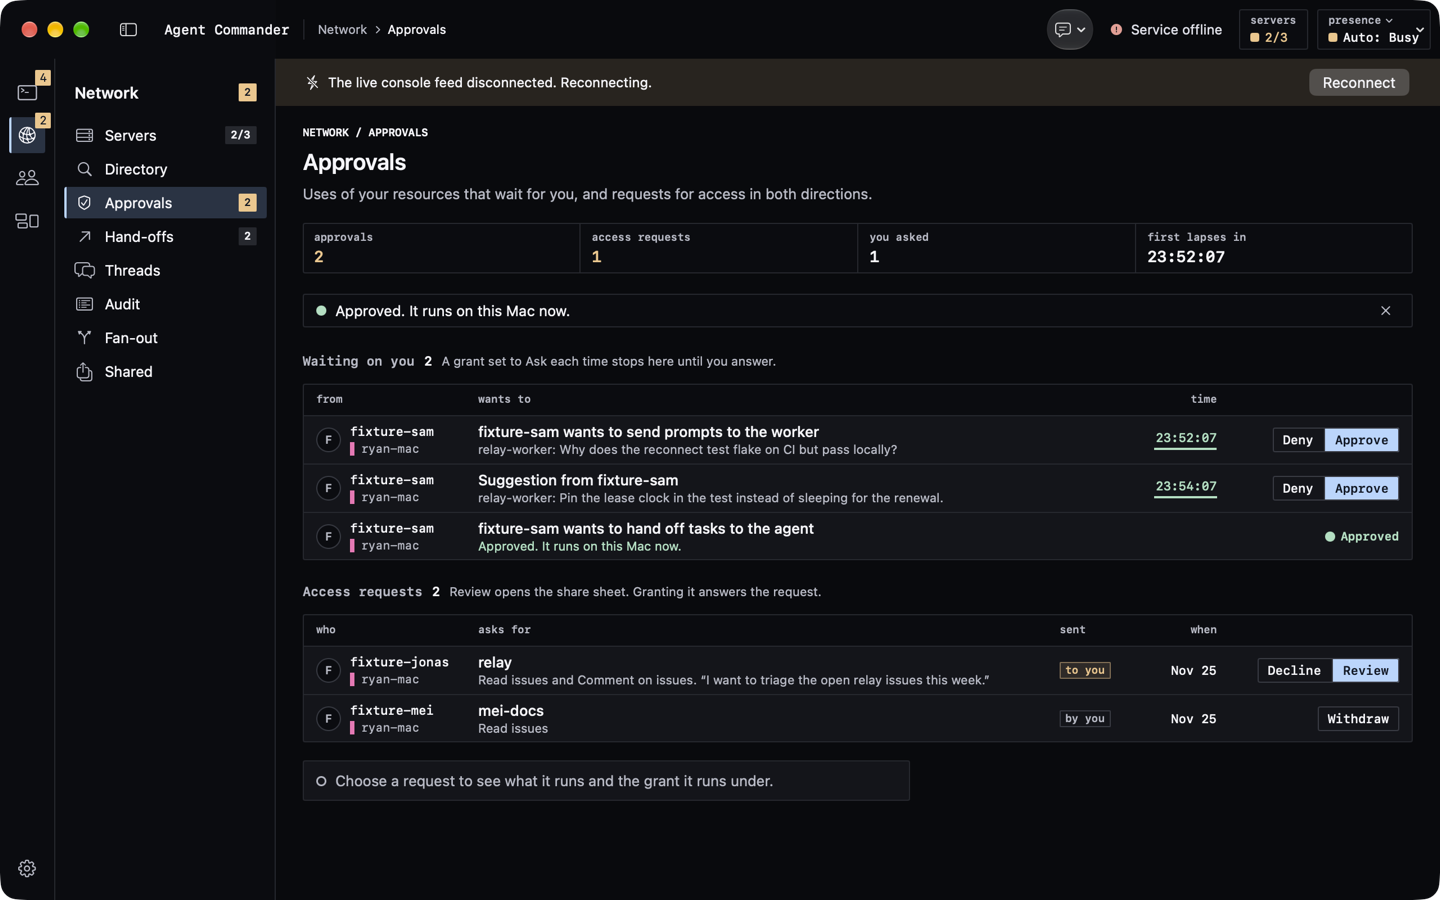 Agent Commander
Network > Approvals
Service offline
servers
2/3
presence
Auto: Busy
4
2
Network
2
Servers
2/3
Directory
Approvals
2
Hand-offs
2
Threads
Audit
Fan-out
Shared
The live console feed disconnected. Reconnecting.
Reconnect
NETWORK / APPROVALS
Approvals
Uses of your resources that wait for you, and requests for access in both directions.
approvals
2
access requests
1
you asked
1
first lapses in
23:52:07
Approved. It runs on this Mac now.
Waiting on you 2 A grant set to Ask each time stops here until you answer.
from wants to time
F
fixture-sam
ryan-mac
fixture-sam wants to send prompts to the worker
relay-worker: Why does the reconnect test flake on CI but pass locally?
23:52:07
Deny Approve
F
fixture-sam
ryan-mac
Suggestion from fixture-sam
relay-worker: Pin the lease clock in the test instead of sleeping for the renewal.
23:54:07
Deny Approve
F
fixture-sam
ryan-mac
fixture-sam wants to hand off tasks to the agent
Approved. It runs on this Mac now.
Approved
Access requests 2 Review opens the share sheet. Granting it answers the request.
who asks for sent when
F
fixture-jonas
ryan-mac
relay
Read issues and Comment on issues. “I want to triage the open relay issues this week.”
to you
Nov 25
Decline Review
F
fixture-mei
ryan-mac
mei-docs
Read issues
by you
Nov 25
Withdraw
Choose a request to see what it runs and the grant it runs under.